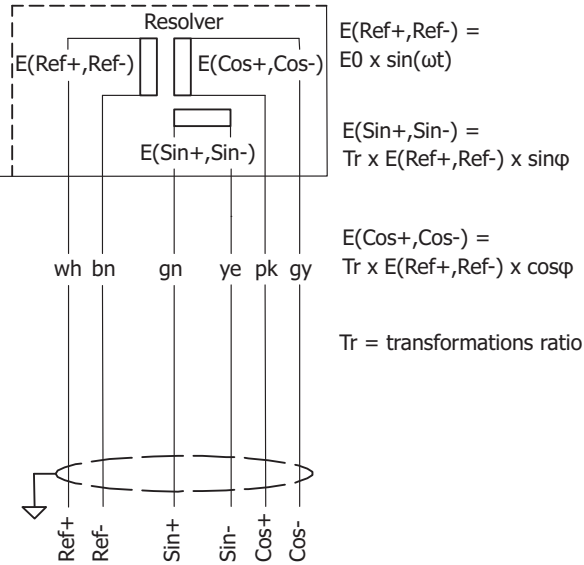 Resolver
E(Ref+,Ref-)
E(Cos+,Cos-)
E(Sin+,Sin-)
E(Ref+,Ref-) =
E0 x sin(ωt)
E(Sin+,Sin-) =
Tr x E(Ref+,Ref-) x sinφ
E(Cos+,Cos-) =
Tr x E(Ref+,Ref-) x cosφ
Tr = transformations ratio
wh bn gn ye pk gy
Ref+
Ref-
Sin+
Sin-
Cos+
Cos-